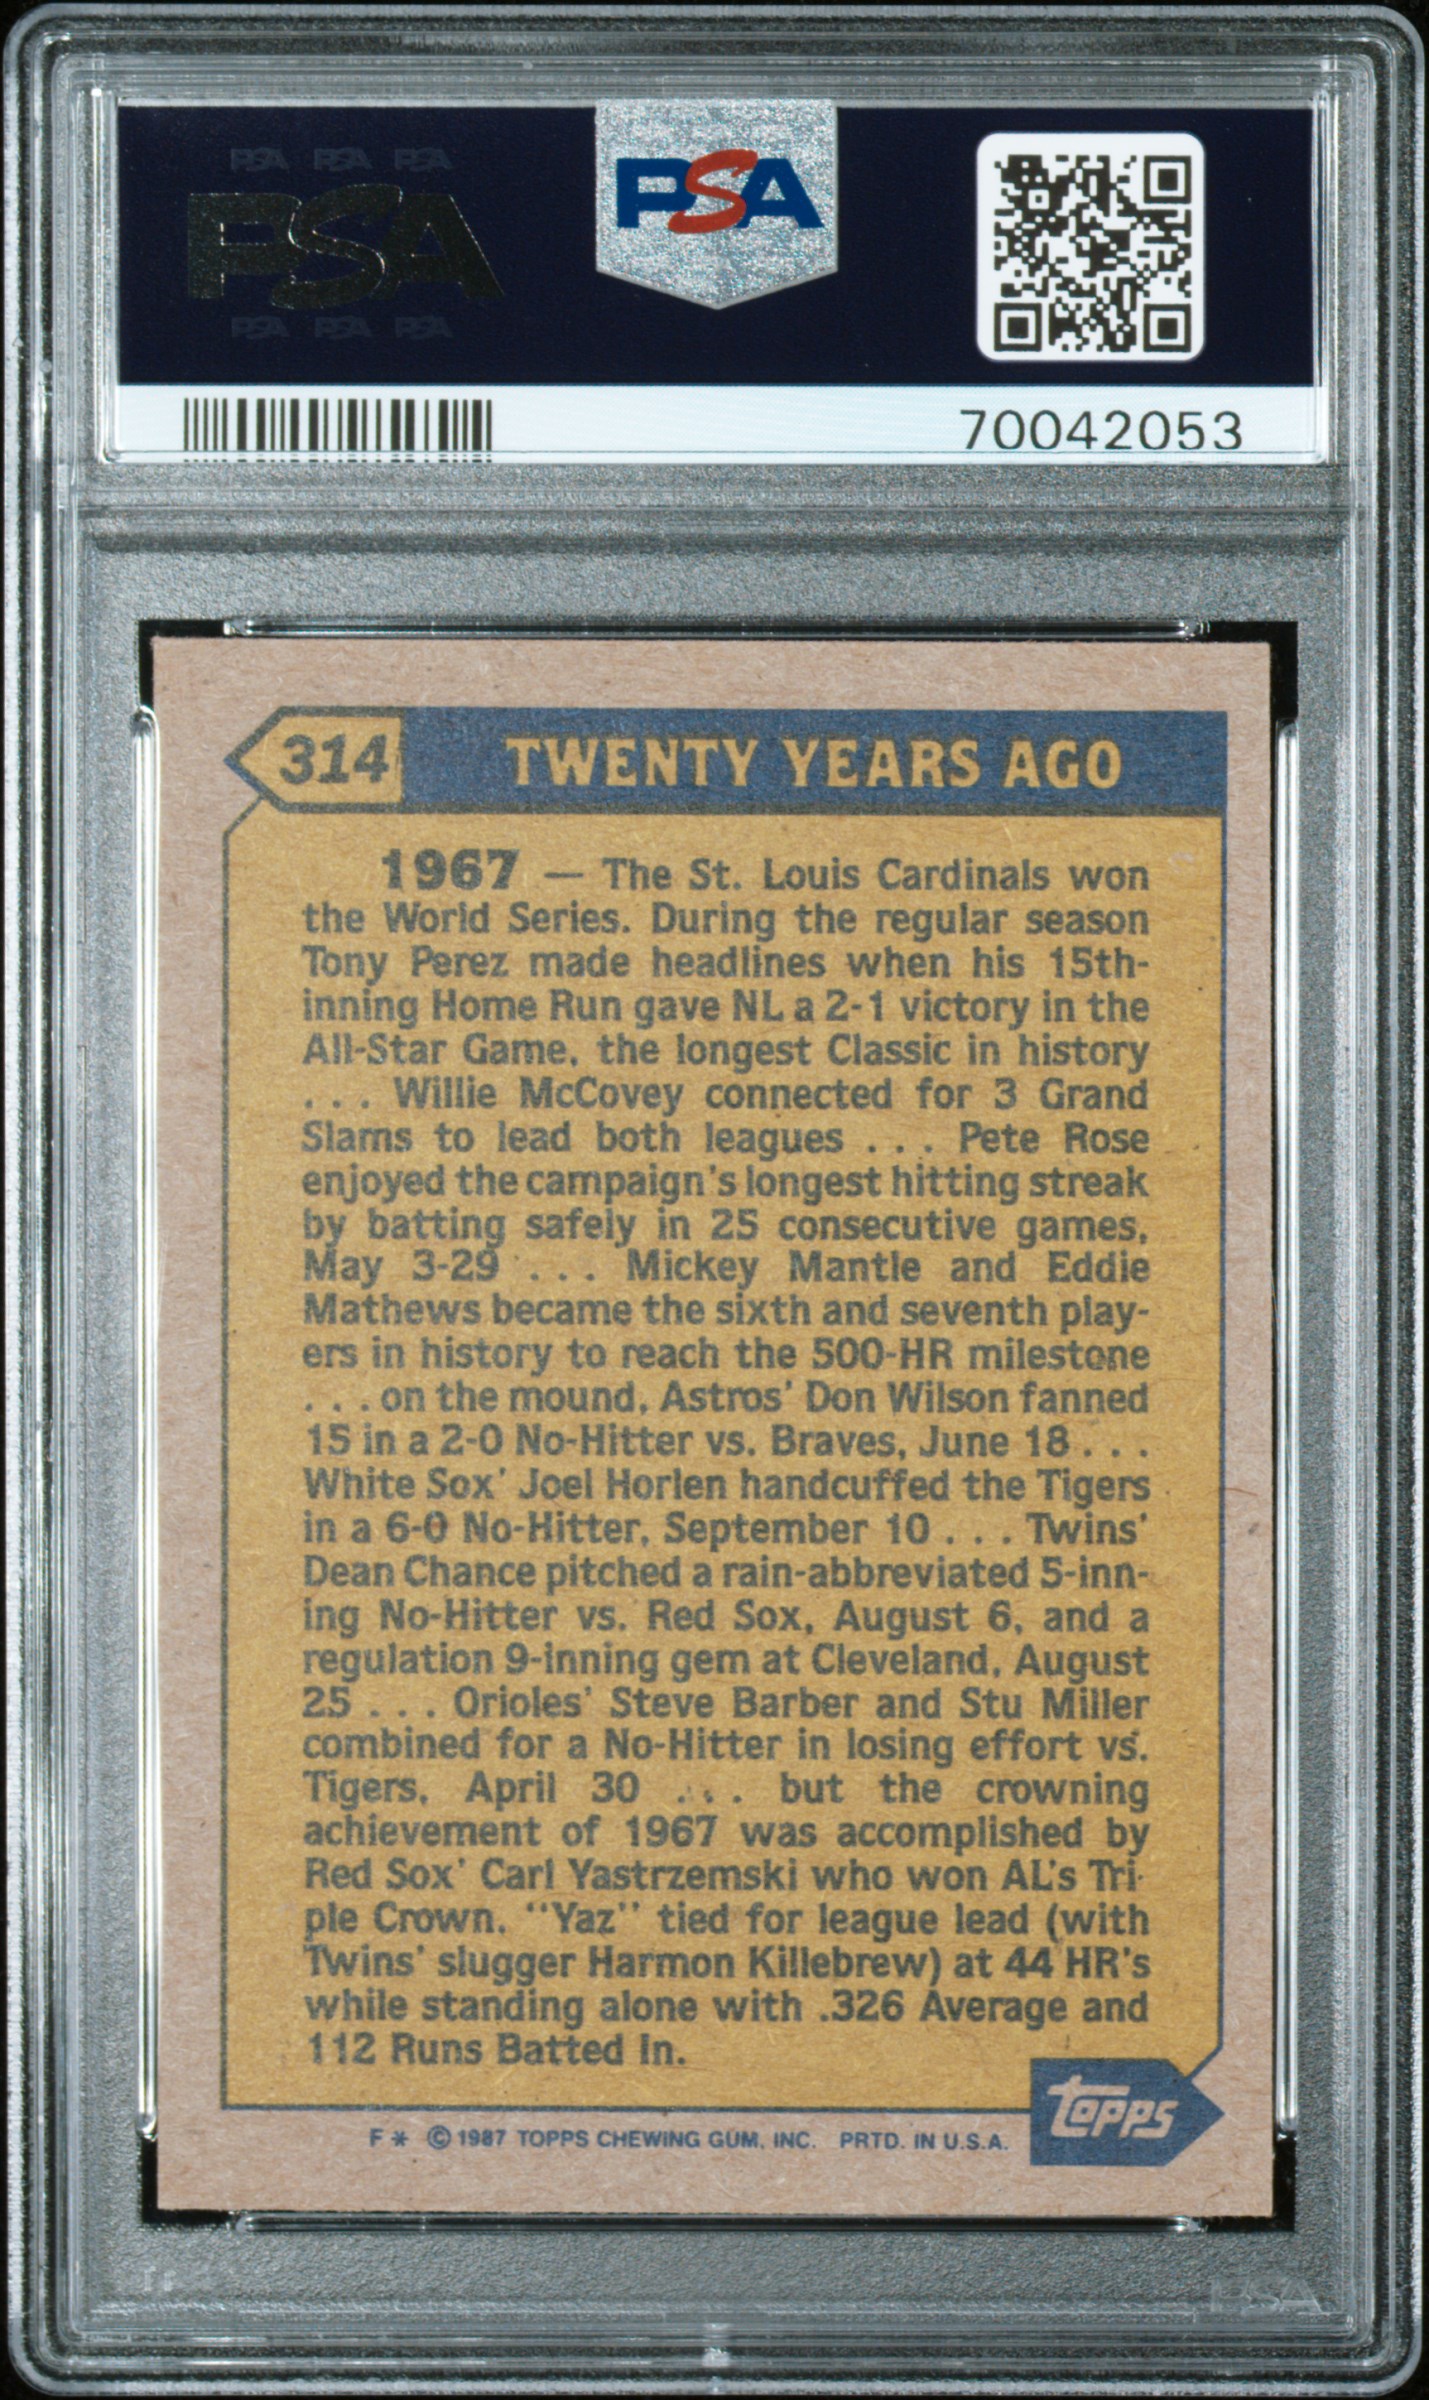 PSA PSA PSA
PSA
PSA PSA PSA
PSA
70042053
314 TWENTY YEARS AGO
1967 — The St. Louis Cardinals won
the World Series. During the regular season
Tony Perez made headlines when his 15th-
inning Home Run gave NL a 2-1 victory in the
All-Star Game, the longest Classic in history
. . . Willie McCovey connected for 3 Grand
Slams to lead both leagues . . . Pete Rose
enjoyed the campaign's longest hitting streak
by batting safely in 25 consecutive games,
May 3-29 . . . Mickey Mantle and Eddie
Mathews became the sixth and seventh play-
ers in history to reach the 500-HR milestone
. . . on the mound, Astros' Don Wilson fanned
15 in a 2-0 No-Hitter vs. Braves, June 18 . . .
White Sox' Joel Horlen handcuffed the Tigers
in a 6-0 No-Hitter, September 10 . . . Twins'
Dean Chance pitched a rain-abbreviated 5-inn-
ing No-Hitter vs. Red Sox, August 6, and a
regulation 9-inning gem at Cleveland, August
25 . . . Orioles' Steve Barber and Stu Miller
combined for a No-Hitter in losing effort vs.
Tigers, April 30 . . . but the crowning
achievement of 1967 was accomplished by
Red Sox' Carl Yastrzemski who won AL's Tri-
ple Crown. "Yaz" tied for league lead (with
Twins' slugger Harmon Killebrew) at 44 HR's
while standing alone with .326 Average and
112 Runs Batted In.
topps
F * © 1987 TOPPS CHEWING GUM, INC. PRTD. IN U.S.A.
PSA